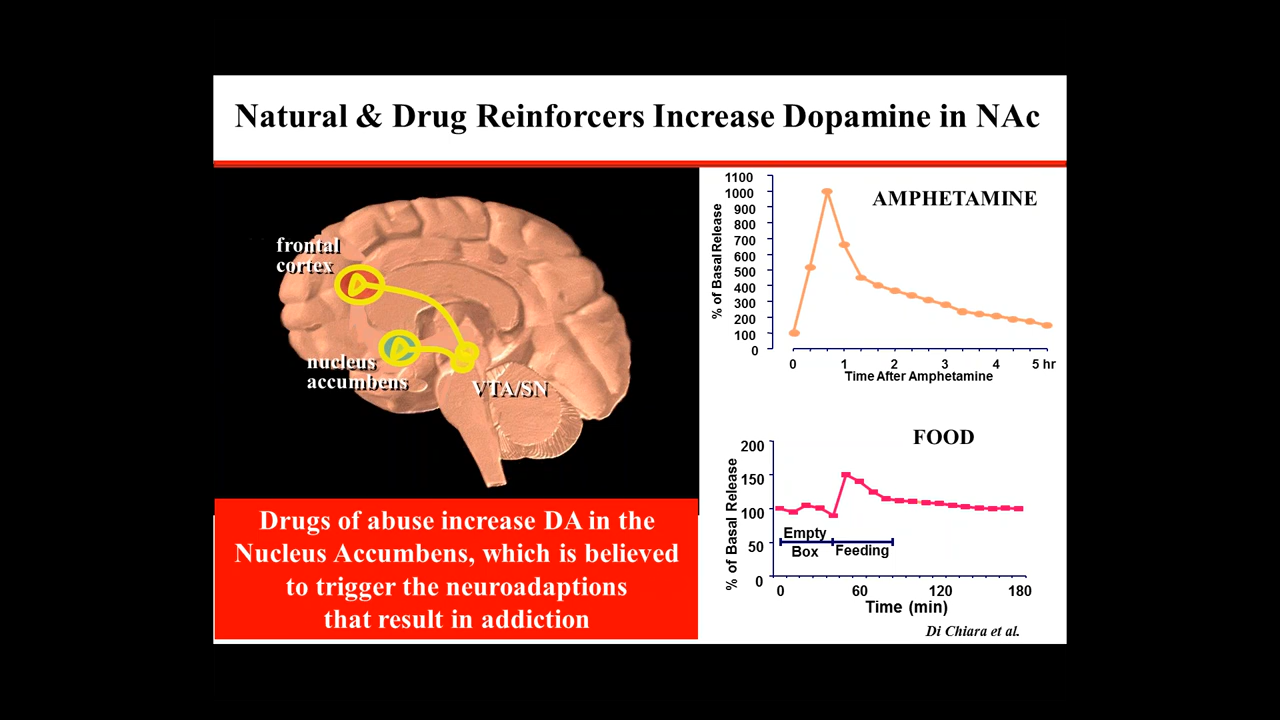 Natural & Drug Reinforcers Increase Dopamine in NAc
frontal
cortex
nucleus
accumbens
VTA/SN
Drugs of abuse increase DA in the
Nucleus Accumbens, which is believed
to trigger the neuroadaptions
that result in addiction
AMPHETAMINE
% of Basal Release
1100
1000
900
800
700
600
500
400
300
200
100
0
0 1 2 3 4 5 hr
Time After Amphetamine
FOOD
% of Basal Release
200
150
100
50
0
Empty
Box
Feeding
0 60 120 180
Time (min)
Di Chiara et al.